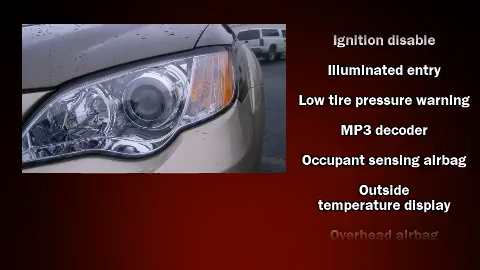 Ignition disable
Illuminated entry
Low tire pressure warning
MP3 decoder
Occupant sensing airbag
Outside
temperature display
Overhead airbag